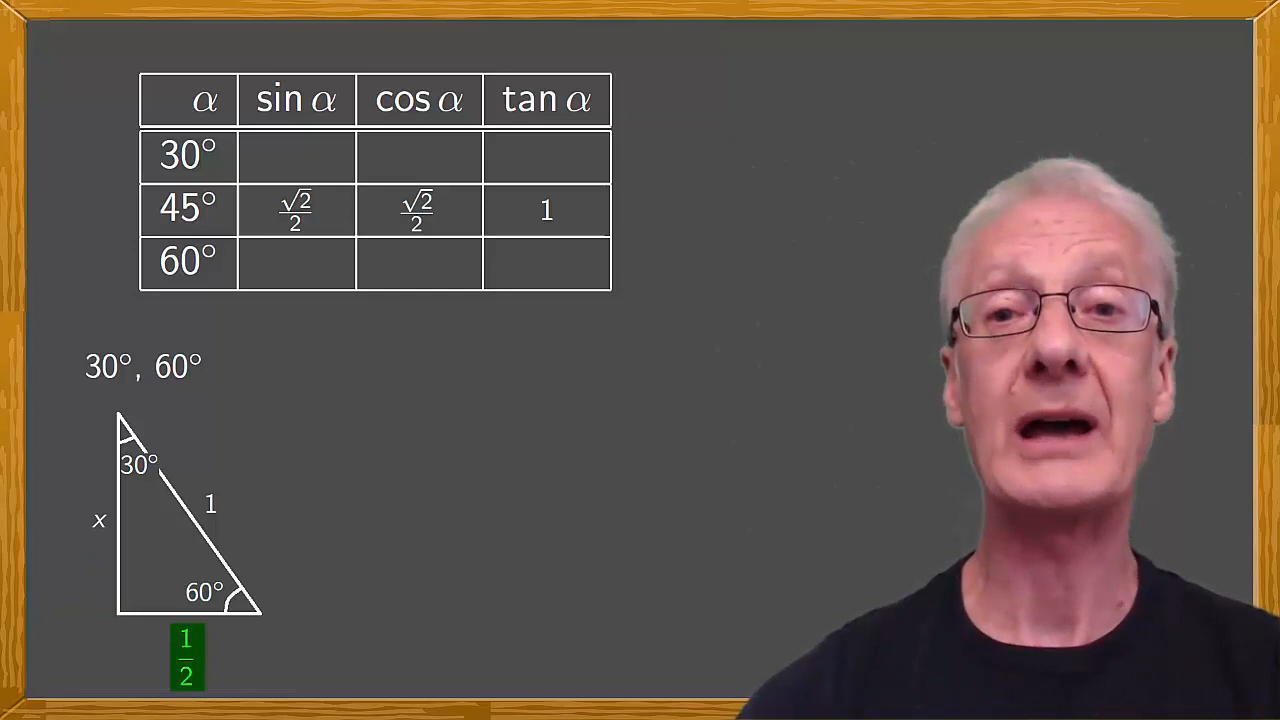 α sin α cos α tan α
30°
45° √2/2 √2/2 1
60°
30°, 60°
30°
1
x
60°
1/2